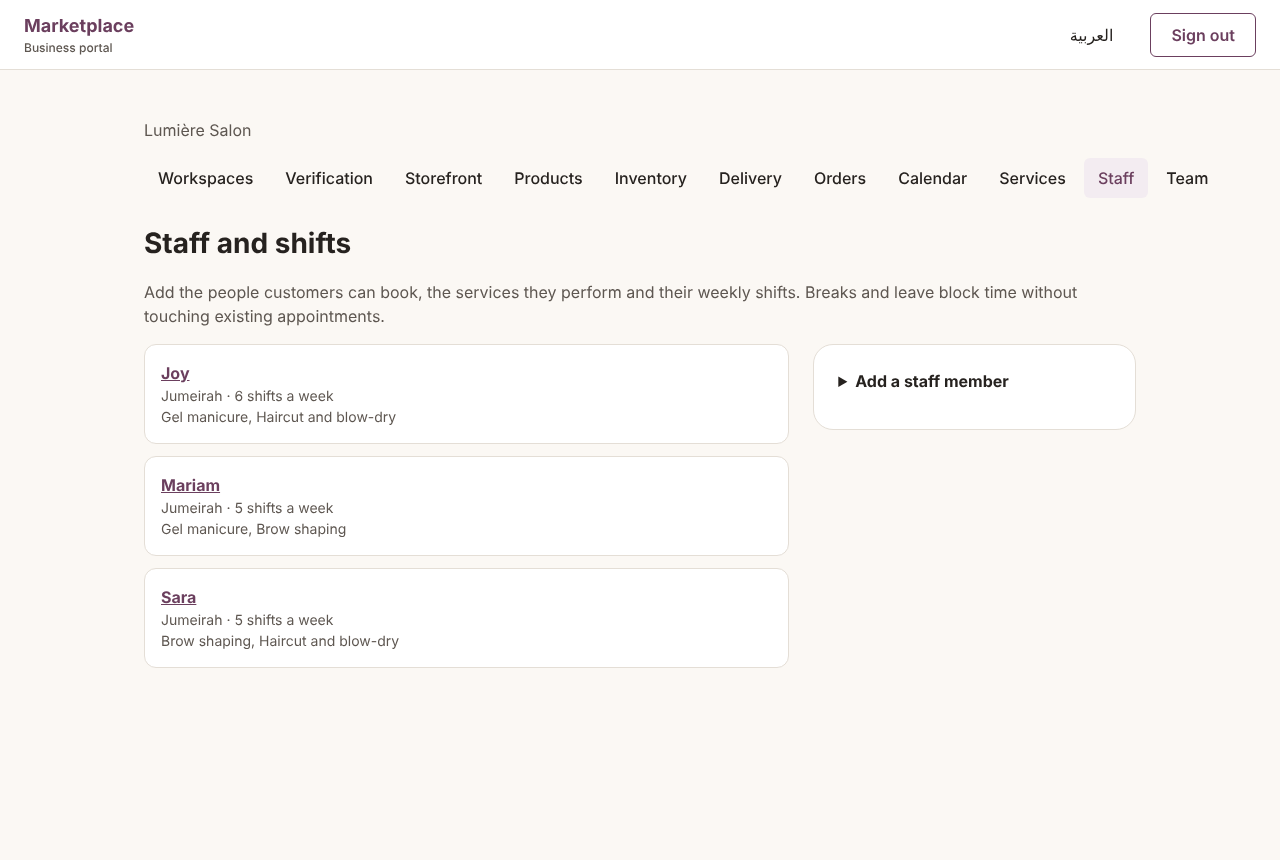 Marketplace
Business portal
العربية
Sign out
Lumière Salon
Workspaces Verification Storefront Products Inventory Delivery Orders Calendar Services Staff Team
Staff and shifts
Add the people customers can book, the services they perform and their weekly shifts. Breaks and leave block time without
touching existing appointments.
Joy
Jumeirah · 6 shifts a week
Gel manicure, Haircut and blow-dry
Add a staff member
Mariam
Jumeirah · 5 shifts a week
Gel manicure, Brow shaping
Sara
Jumeirah · 5 shifts a week
Brow shaping, Haircut and blow-dry